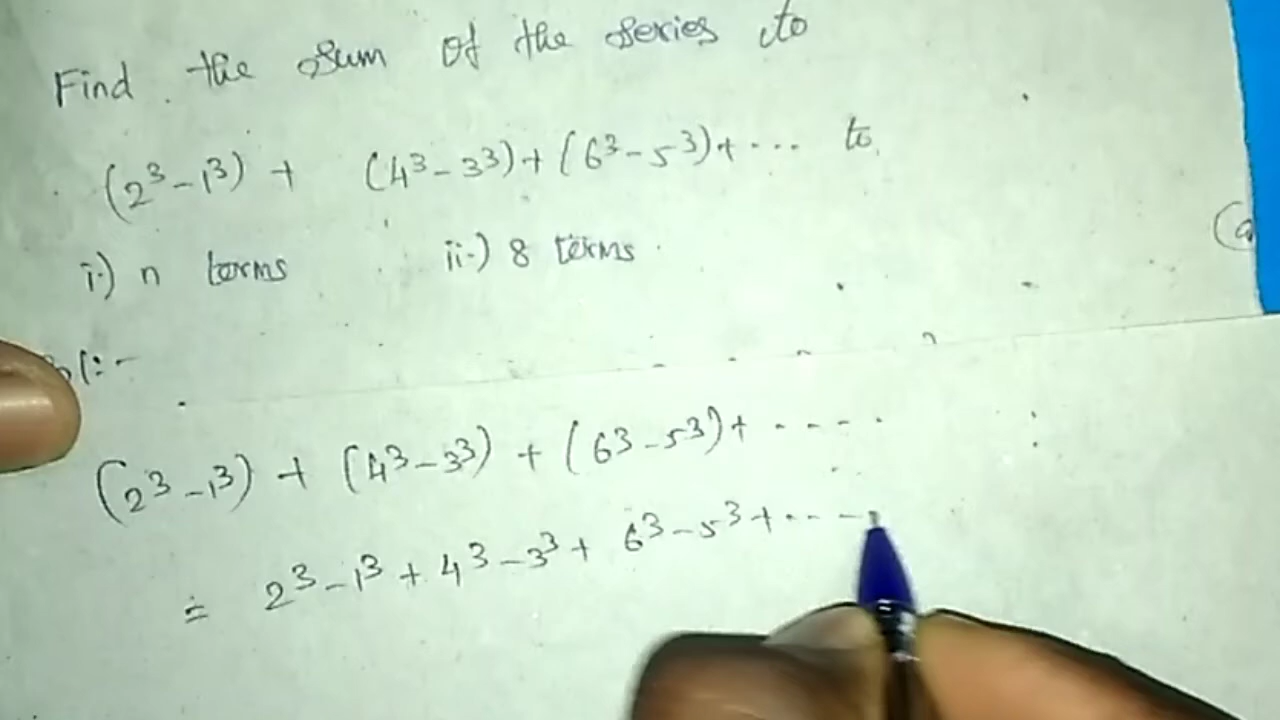 Find the sum of the series to
(2³-1³) + (4³-3³)+(6³-5³)+... to
i) n terms ii) 8 terms
(2³-1³) + (4³-3³) + (6³-5³)+ ....
= 2³-1³+4³-3³+ 6³-5³+....